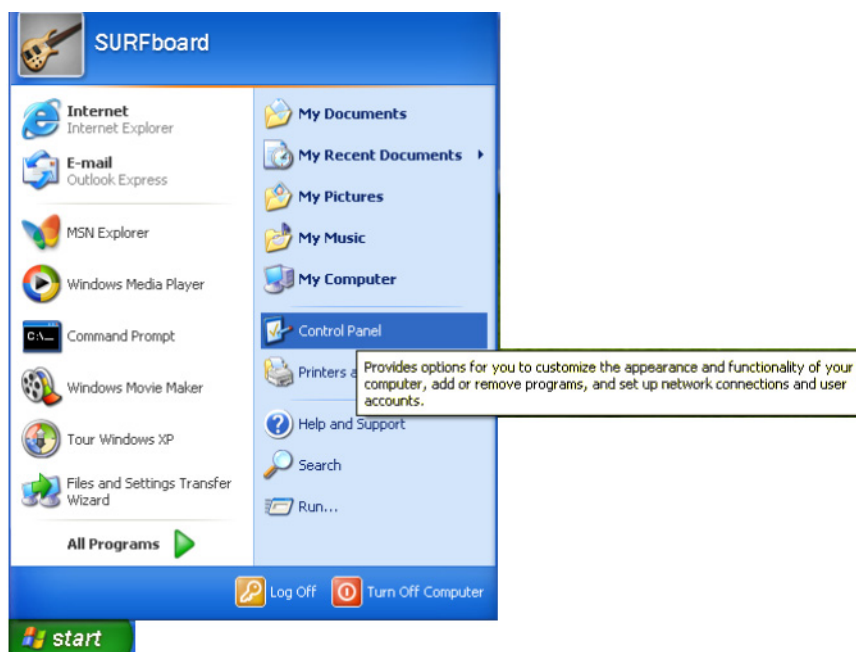 SURFboard
Internet
Internet Explorer
E-mail
Outlook Express
MSN Explorer
Windows Media Player
C:\_
Command Prompt
Windows Movie Maker
Tour Windows XP
Files and Settings Transfer
Wizard
All Programs
My Documents
My Recent Documents
My Pictures
My Music
My Computer
Control Panel
Printers a
Provides options for you to customize the appearance and functionality of your
computer, add or remove programs, and set up network connections and user
accounts.
Help and Support
Search
Run...
Log Off
Turn Off Computer
start